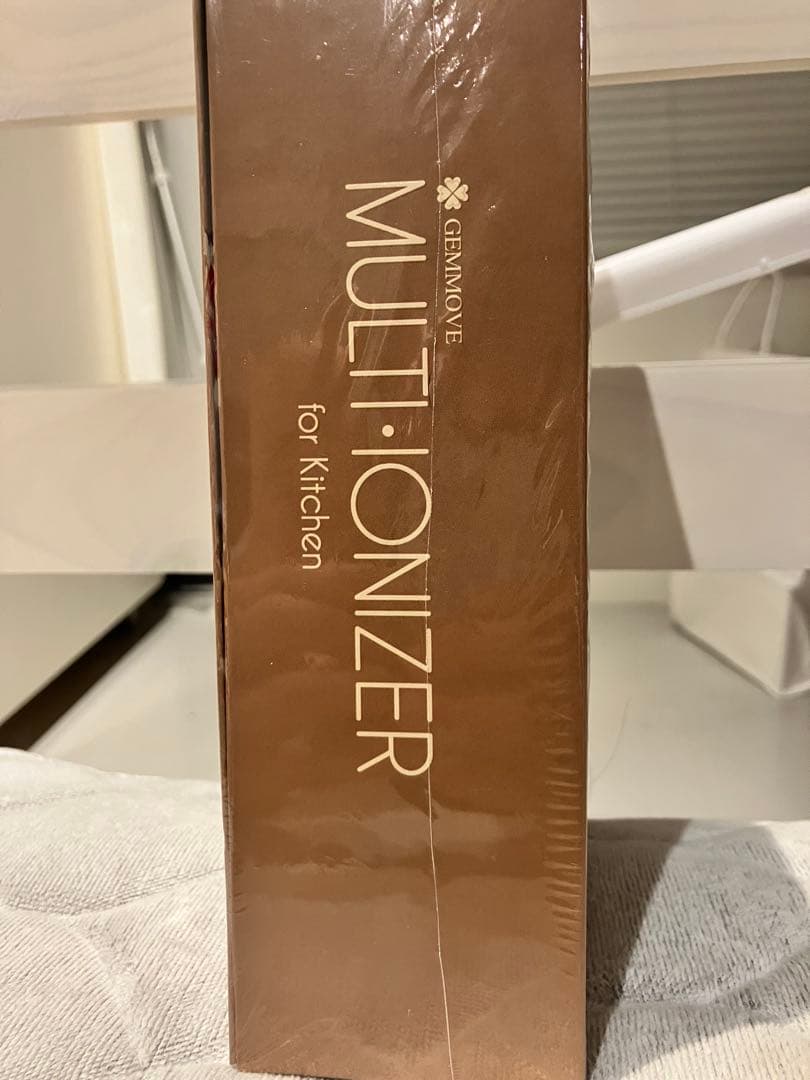 GEMMOVE
MULTI・IONIZER
for Kitchen